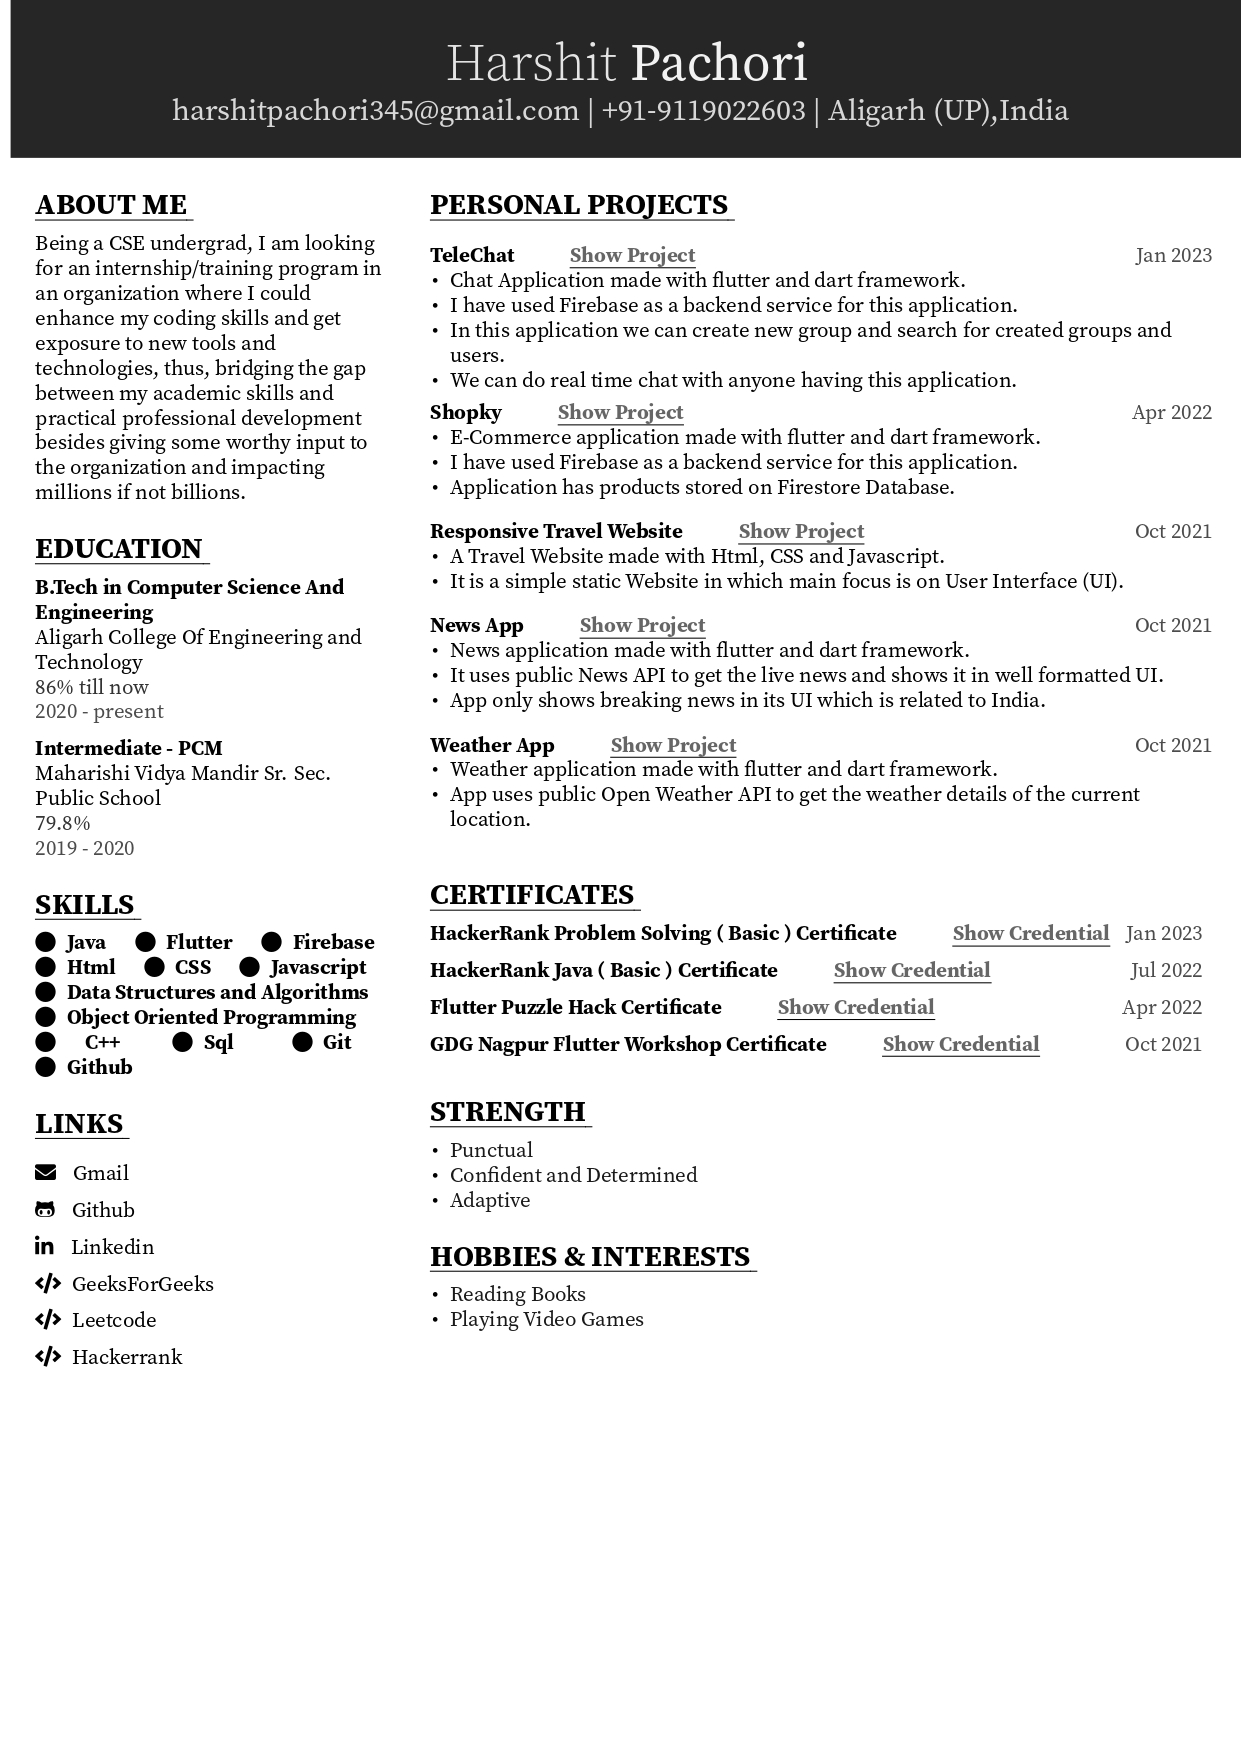 Harshit Pachori
harshitpachori345@gmail.com | +91-9119022603 | Aligarh (UP),India
ABOUT ME
Being a CSE undergrad, I am looking
for an internship/training program in
an organization where I could
enhance my coding skills and get
exposure to new tools and
technologies, thus, bridging the gap
between my academic skills and
practical professional development
besides giving some worthy input to
the organization and impacting
millions if not billions.
EDUCATION
B.Tech in Computer Science And
Engineering
Aligarh College Of Engineering and
Technology
86% till now
2020 - present
Intermediate - PCM
Maharishi Vidya Mandir Sr. Sec.
Public School
79.8%
2019 - 2020
SKILLS
● Java ● Flutter ● Firebase
● Html ● CSS ● Javascript
● Data Structures and Algorithms
● Object Oriented Programming
● C++ ● Sql ● Git
● Github
LINKS
Gmail
Github
Linkedin
GeeksForGeeks
Leetcode
Hackerrank
PERSONAL PROJECTS
TeleChat Show Project Jan 2023
• Chat Application made with flutter and dart framework.
• I have used Firebase as a backend service for this application.
• In this application we can create new group and search for created groups and
users.
• We can do real time chat with anyone having this application.
Shopky Show Project Apr 2022
• E-Commerce application made with flutter and dart framework.
• I have used Firebase as a backend service for this application.
• Application has products stored on Firestore Database.
Responsive Travel Website Show Project Oct 2021
• A Travel Website made with Html, CSS and Javascript.
• It is a simple static Website in which main focus is on User Interface (UI).
News App Show Project Oct 2021
• News application made with flutter and dart framework.
• It uses public News API to get the live news and shows it in well formatted UI.
• App only shows breaking news in its UI which is related to India.
Weather App Show Project Oct 2021
• Weather application made with flutter and dart framework.
• App uses public Open Weather API to get the weather details of the current
location.
CERTIFICATES
HackerRank Problem Solving ( Basic ) Certificate Show Credential Jan 2023
HackerRank Java ( Basic ) Certificate Show Credential Jul 2022
Flutter Puzzle Hack Certificate Show Credential Apr 2022
GDG Nagpur Flutter Workshop Certificate Show Credential Oct 2021
STRENGTH
• Punctual
• Confident and Determined
• Adaptive
HOBBIES & INTERESTS
• Reading Books
• Playing Video Games